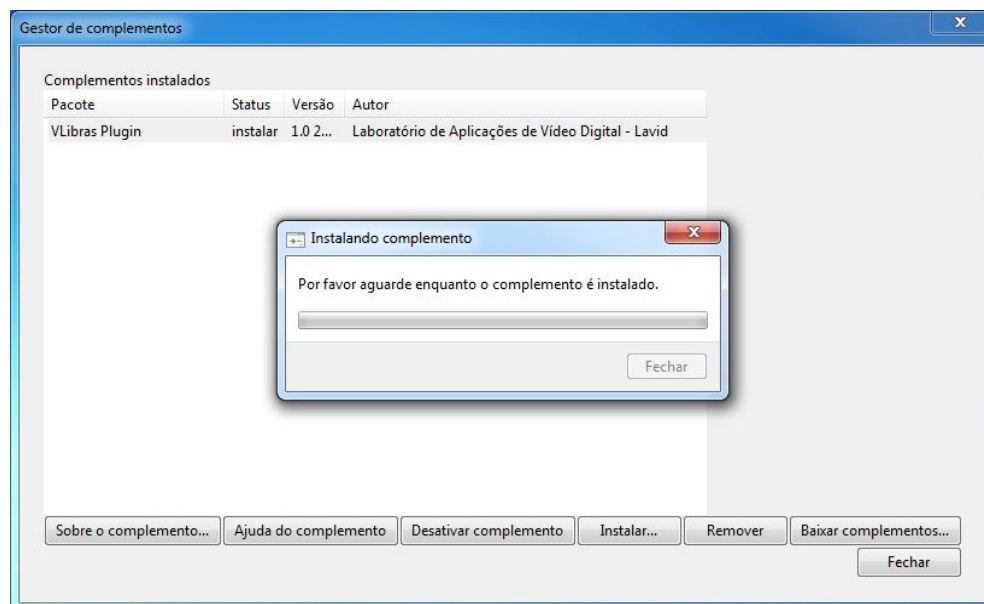 Gestor de complementos
Complementos instalados
Pacote Status Versão Autor
VLibras Plugin instalar 1.0 2... Laboratório de Aplicações de Vídeo Digital - Lavid
Instalando complemento
Por favor aguarde enquanto o complemento é instalado.
Fechar
Sobre o complemento... Ajuda do complemento Desativar complemento Instalar... Remover Baixar complementos...
Fechar